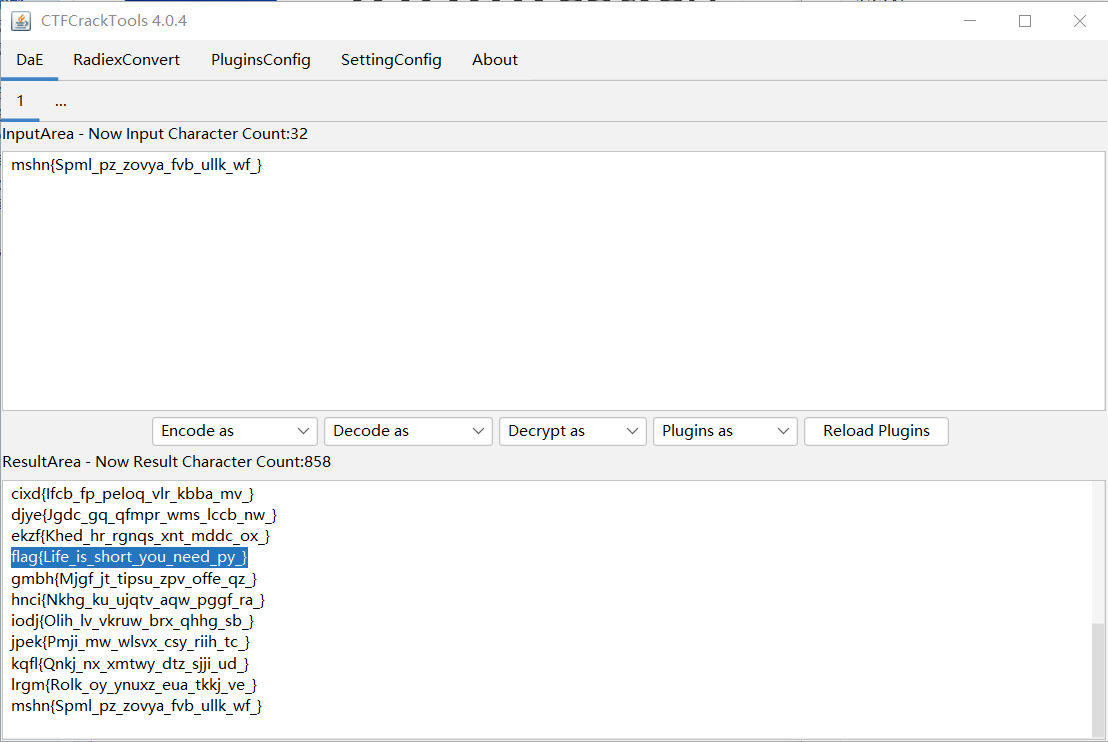 CTFCrackTools 4.0.4
DaE RadiexConvert PluginsConfig SettingConfig About
1 ...
InputArea - Now Input Character Count:32
mshn{Spml_pz_zovya_fvb_ullk_wf_}
Encode as Decode as Decrypt as Plugins as Reload Plugins
ResultArea - Now Result Character Count:858
cixd{Ifcb_fp_peloq_vlr_kbba_mv_}
djye{Jgdc_gq_qfmpr_wms_lccb_nw_}
ekzf{Khed_hr_rgnqs_xnt_mddc_ox_}
flag{Life_is_short_you_need_py_}
gmbh{Mjgf_jt_tipsu_zpv_offe_qz_}
hnci{Nkhg_ku_ujqtv_aqw_pggf_ra_}
iodj{Olih_lv_vkruw_brx_qhhg_sb_}
jpek{Pmji_mw_wlsvx_csy_riih_tc_}
kqfl{Qnkj_nx_xmtwy_dtz_sjji_ud_}
lrgm{Rolk_oy_ynuxz_eua_tkkj_ve_}
mshn{Spml_pz_zovya_fvb_ullk_wf_}